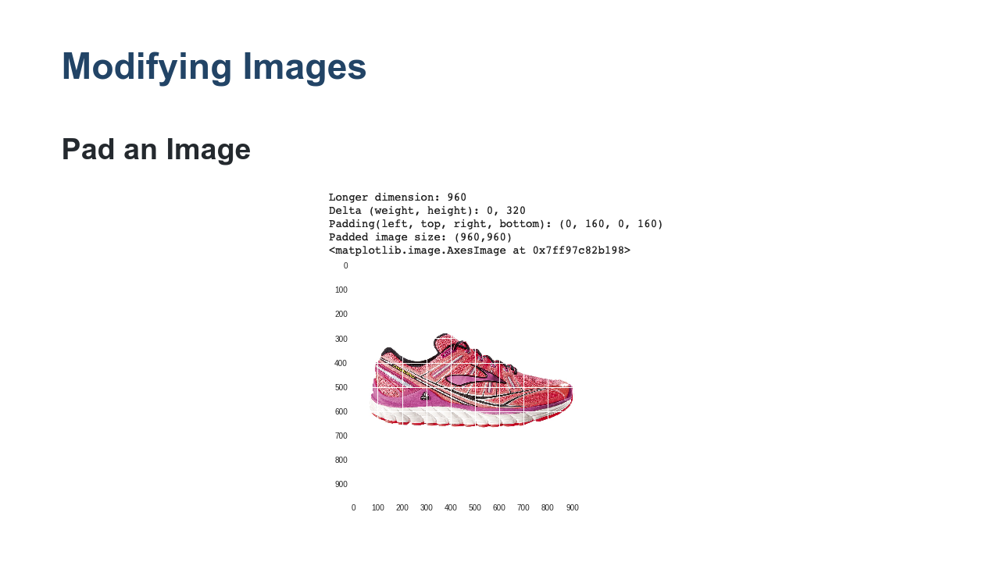 Modifying Images
Pad an Image
Longer dimension: 960
Delta (weight, height): 0, 320
Padding(left, top, right, bottom): (0, 160, 0, 160)
Padded image size: (960,960)
<matplotlib.image.AxesImage at 0x7ff97c82b198>
0
100
200
300
400
500
600
700
800
900
0 100 200 300 400 500 600 700 800 900